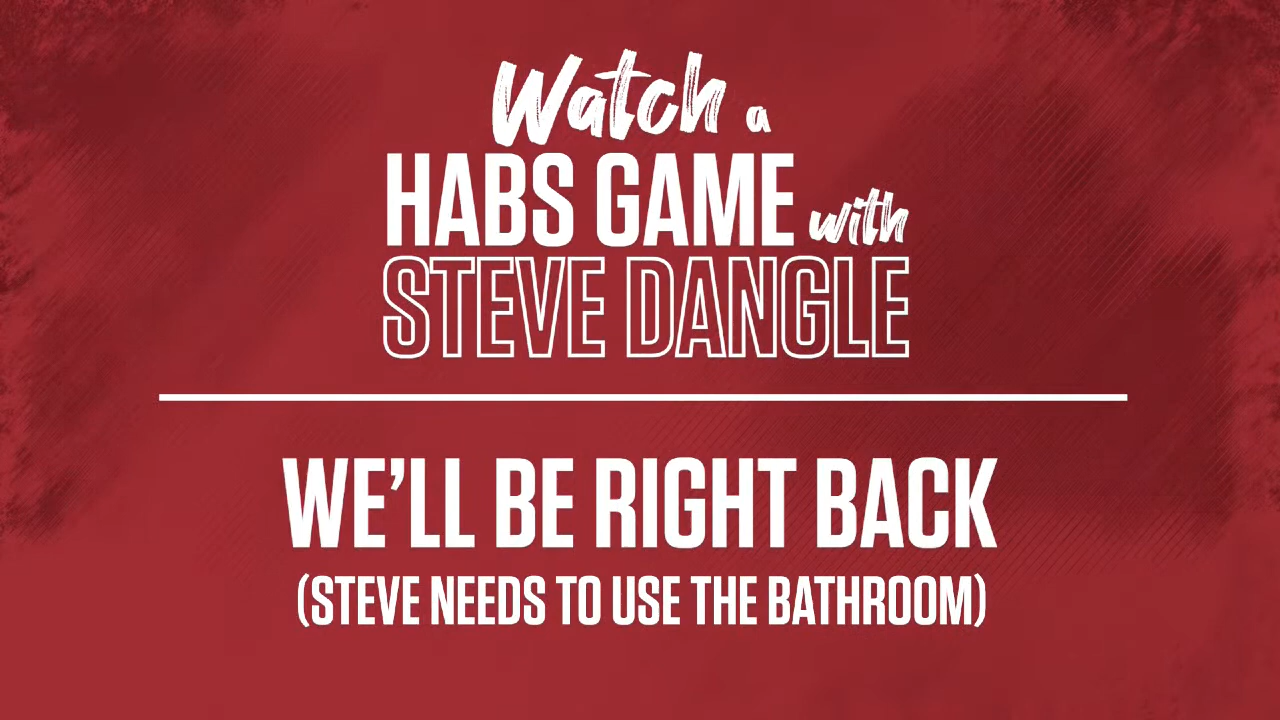 Watch a
HABS GAME with
STEVE DANGLE
WE'LL BE RIGHT BACK
(STEVE NEEDS TO USE THE BATHROOM)